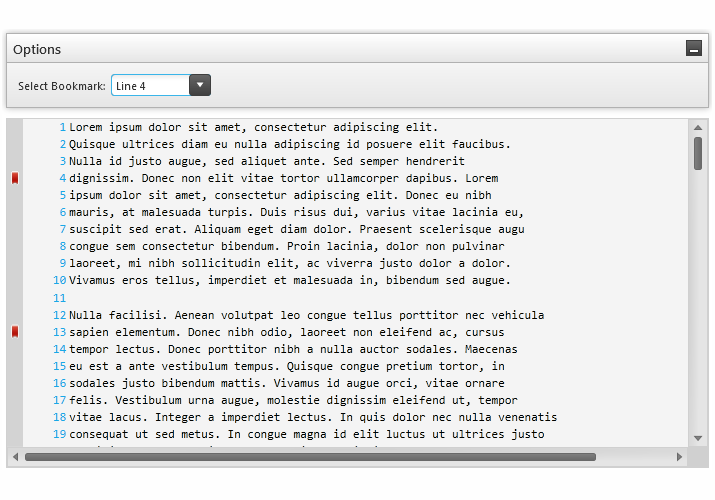 Options
Select Bookmark: Line 4
1 Lorem ipsum dolor sit amet, consectetur adipiscing elit.
2 Quisque ultrices diam eu nulla adipiscing id posuere elit faucibus.
3 Nulla id justo augue, sed aliquet ante. Sed semper hendrerit
4 dignissim. Donec non elit vitae tortor ullamcorper dapibus. Lorem
5 ipsum dolor sit amet, consectetur adipiscing elit. Donec eu nibh
6 mauris, at malesuada turpis. Duis risus dui, varius vitae lacinia eu,
7 suscipit sed erat. Aliquam eget diam dolor. Praesent scelerisque augu
8 congue sem consectetur bibendum. Proin lacinia, dolor non pulvinar
9 laoreet, mi nibh sollicitudin elit, ac viverra justo dolor a dolor.
10 Vivamus eros tellus, imperdiet et malesuada in, bibendum sed augue.
11
12 Nulla facilisi. Aenean volutpat leo congue tellus porttitor nec vehicula
13 sapien elementum. Donec nibh odio, laoreet non eleifend ac, cursus
14 tempor lectus. Donec porttitor nibh a nulla auctor sodales. Maecenas
15 eu est a ante vestibulum tempus. Quisque congue pretium tortor, in
16 sodales justo bibendum mattis. Vivamus id augue orci, vitae ornare
17 felis. Vestibulum urna augue, molestie dignissim eleifend ut, tempor
18 vitae lacus. Integer a imperdiet lectus. In quis dolor nec nulla venenatis
19 consequat ut sed metus. In congue magna id elit luctus ut ultrices justo